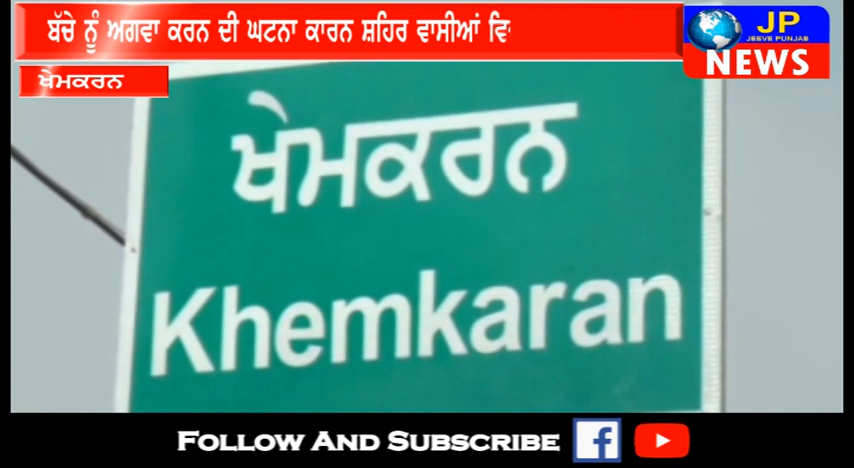 ਬੱਚੇ ਨੂੰ ਅਗਵਾ ਕਰਨ ਦੀ ਘਟਨਾ ਕਾਰਨ ਸ਼ਹਿਰ ਵਾਸੀਆਂ ਵਿ
JP
JEEVE PUNJAB
NEWS
ਖੇਮਕਰਨ
ਖੇਮਕਰਨ
Khemkaran
FOLLOW AND SUBSCRIBE